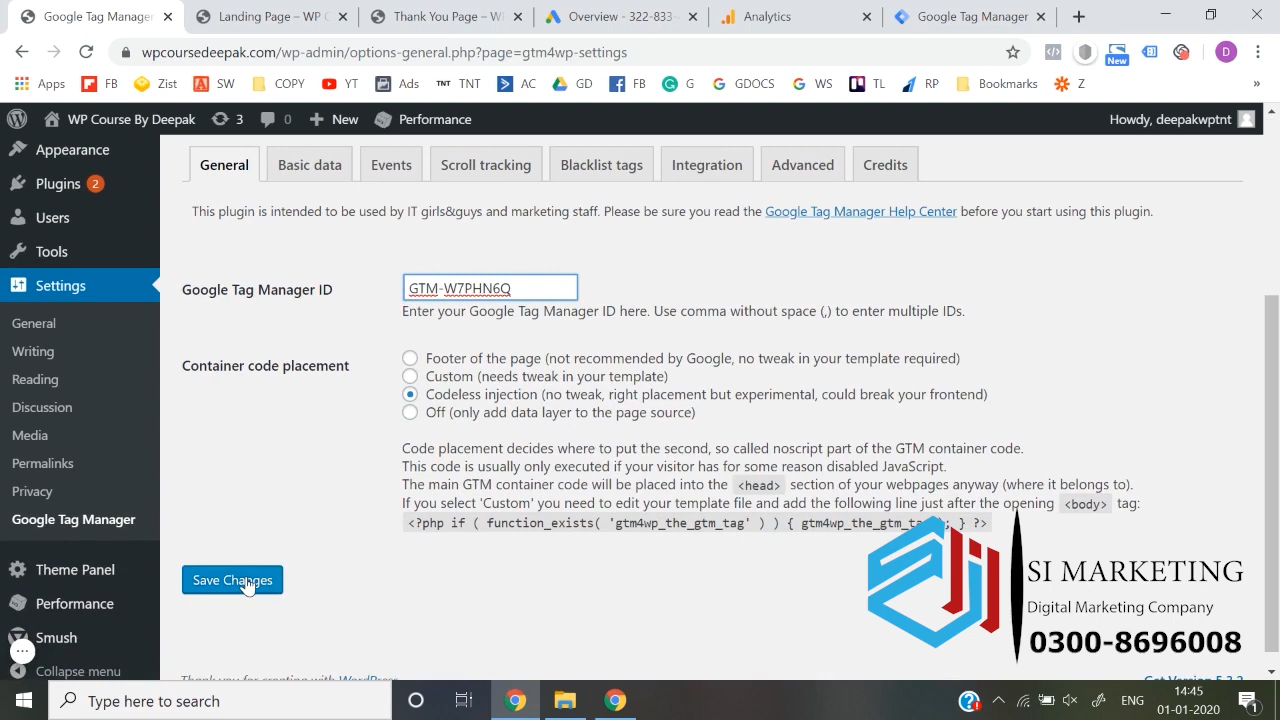 Google Tag Manager
Landing Page – WP C
Thank You Page – W
Overview - 322-833-
Analytics
Google Tag Manager
wpcoursedeepak.com/wp-admin/options-general.php?page=gtm4wp-settings
New
D
Apps
FB
Zist
SW
COPY
YT
Ads
TNT
TNT
AC
GD
FB
G
GDOCS
WS
TL
RP
Bookmarks
Z
»
WP Course By Deepak
3
0
New
Performance
Howdy, deepakwptnt
Appearance
Plugins 2
Users
Tools
Settings
General
Writing
Reading
Discussion
Media
Permalinks
Privacy
Google Tag Manager
Theme Panel
Performance
Smush
Collapse menu
General
Basic data
Events
Scroll tracking
Blacklist tags
Integration
Advanced
Credits
This plugin is intended to be used by IT girls&guys and marketing staff. Please be sure you read the Google Tag Manager Help Center before you start using this plugin.
Google Tag Manager ID
GTM-W7PHN6Q
Enter your Google Tag Manager ID here. Use comma without space (,) to enter multiple IDs.
Container code placement
Footer of the page (not recommended by Google, no tweak in your template required)
Custom (needs tweak in your template)
Codeless injection (no tweak, right placement but experimental, could break your frontend)
Off (only add data layer to the page source)
Code placement decides where to put the second, so called noscript part of the GTM container code.
This code is usually only executed if your visitor has for some reason disabled JavaScript.
The main GTM container code will be placed into the <head> section of your webpages anyway (where it belongs to).
If you select 'Custom' you need to edit your template file and add the following line just after the opening <body> tag:
<?php if ( function_exists( 'gtm4wp_the_gtm_tag' ) ) { gtm4wp_the_gtm_ta ; } ?>
Save Changes
SI MARKETING
Digital Marketing Company
0300-8696008
Type here to search
ENG
14:45
01-01-2020
1